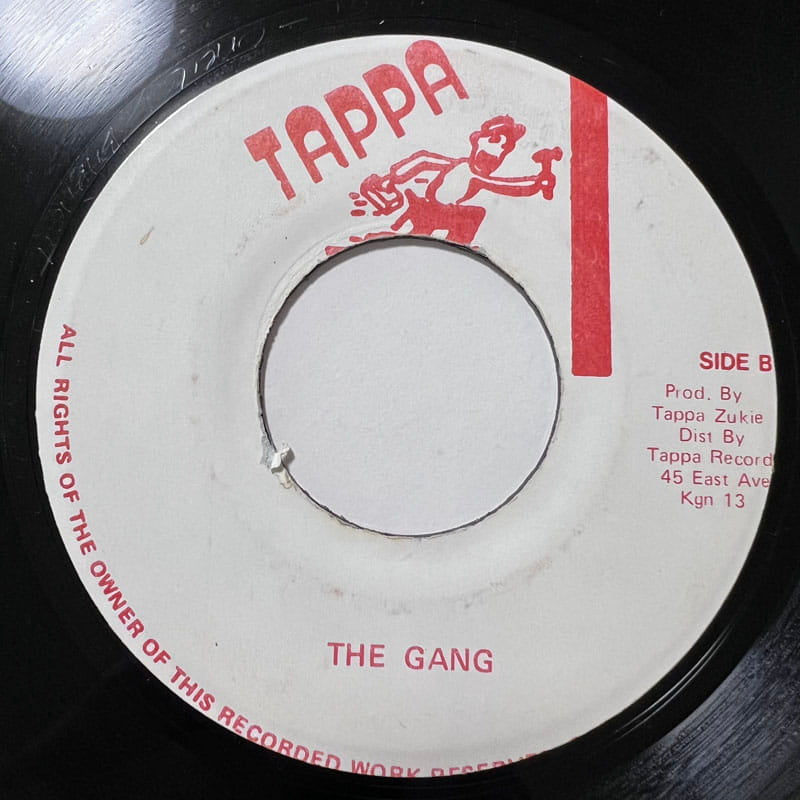 TAPPA
SIDE B
Prod. By
Tappa Zukie
Dist By
Tappa Record
45 East Ave
Kgn 13
THE GANG
ALL RIGHTS OF THE OWNER OF THIS RECORDED WORK RESERVE